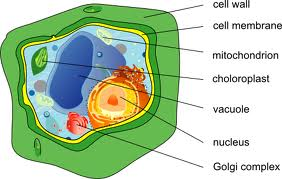 cell wall
cell membrane
mitochondrion
choloroplast
vacuole
nucleus
Golgi complex